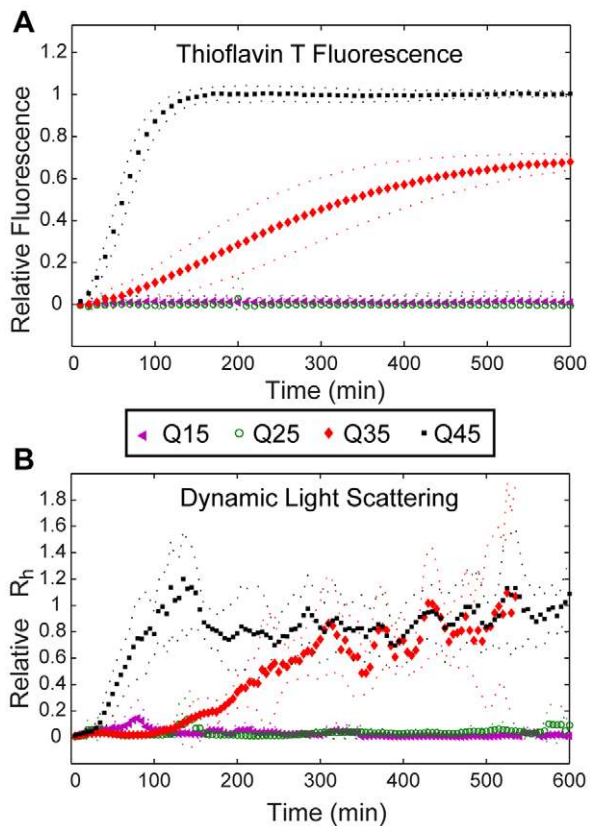 A
Thioflavin T Fluorescence
Relative Fluorescence
1.2
1
0.8
0.6
0.4
0.2
0
0 100 200 300 400 500 600
Time (min)
Q15 Q25 Q35 Q45
B
Dynamic Light Scattering
Relative R_h
1.8
1.6
1.4
1.2
1
0.8
0.6
0.4
0.2
0
0 100 200 300 400 500 600
Time (min)